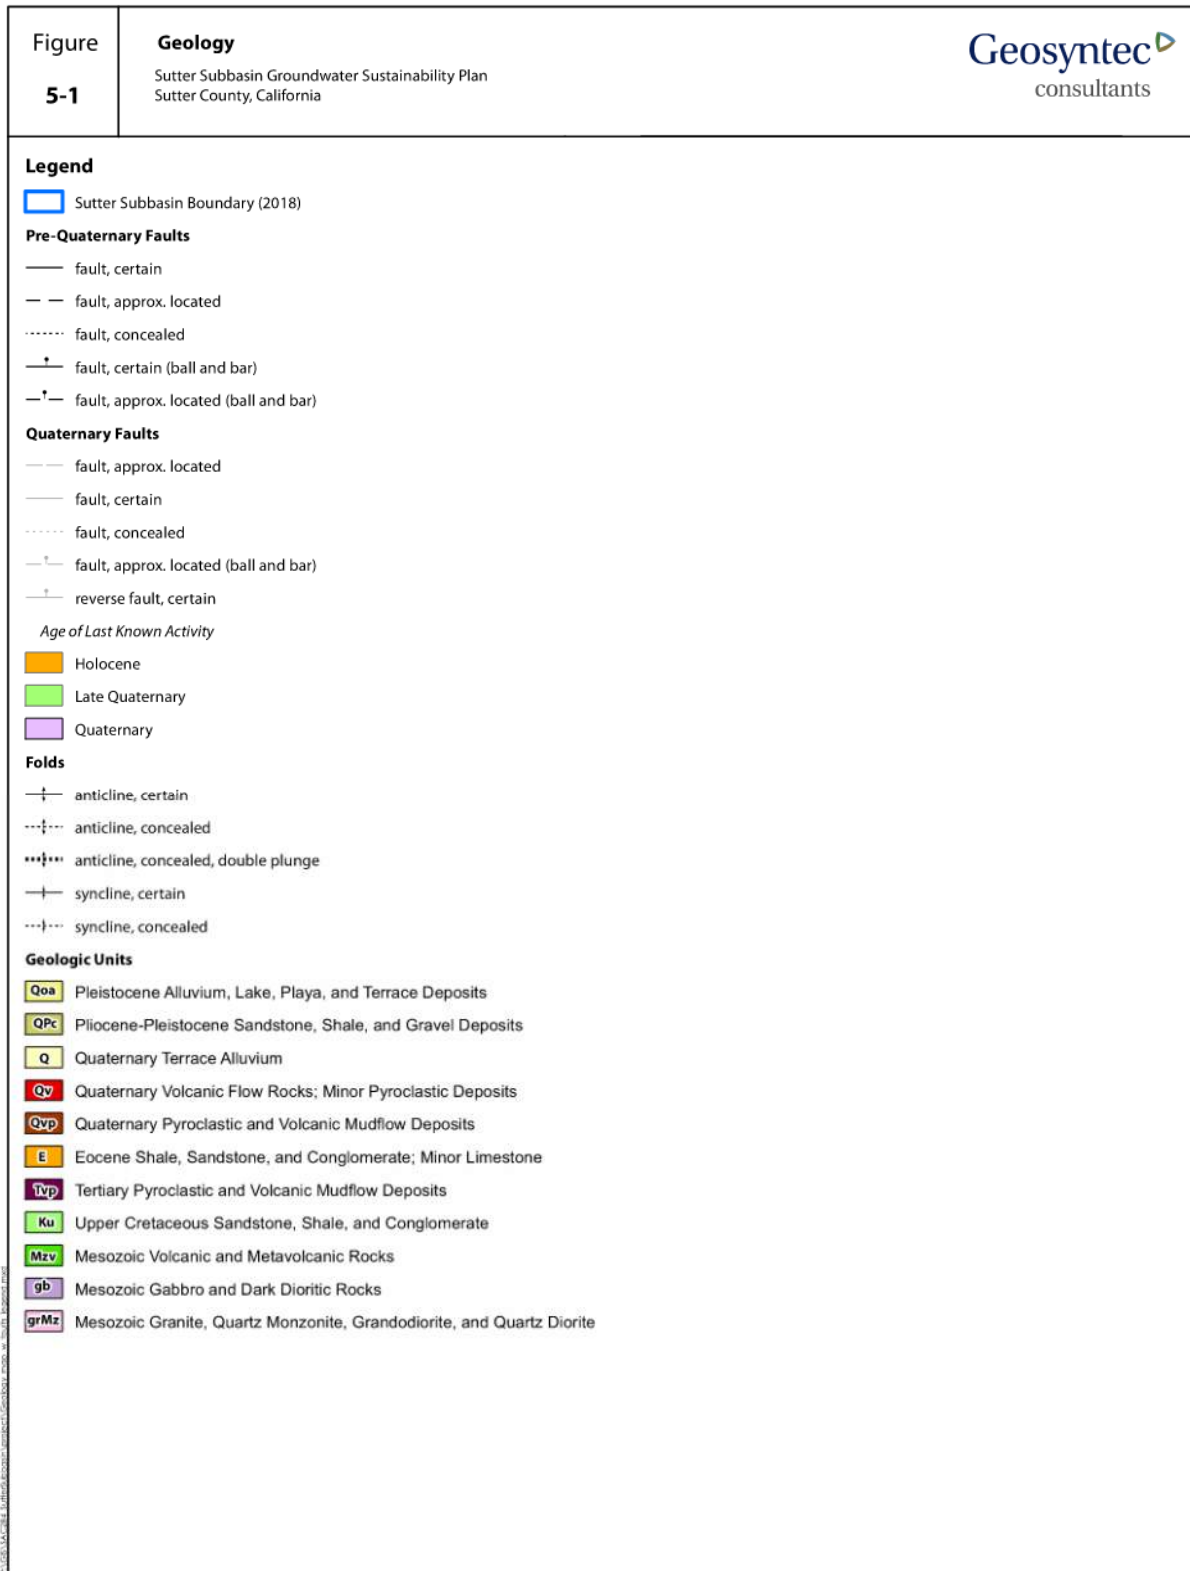 Figure
5-1
Geology
Sutter Subbasin Groundwater Sustainability Plan
Sutter County, California
Geosyntec
consultants
Legend
Sutter Subbasin Boundary (2018)
Pre-Quaternary Faults
fault, certain
fault, approx. located
fault, concealed
fault, certain (ball and bar)
fault, approx. located (ball and bar)
Quaternary Faults
fault, approx. located
fault, certain
fault, concealed
fault, approx. located (ball and bar)
reverse fault, certain
Age of Last Known Activity
Holocene
Late Quaternary
Quaternary
Folds
anticline, certain
anticline, concealed
anticline, concealed, double plunge
syncline, certain
syncline, concealed
Geologic Units
Qoa Pleistocene Alluvium, Lake, Playa, and Terrace Deposits
QPc Pliocene-Pleistocene Sandstone, Shale, and Gravel Deposits
Q Quaternary Terrace Alluvium
Qv Quaternary Volcanic Flow Rocks; Minor Pyroclastic Deposits
Qvp Quaternary Pyroclastic and Volcanic Mudflow Deposits
E Eocene Shale, Sandstone, and Conglomerate; Minor Limestone
Tvp Tertiary Pyroclastic and Volcanic Mudflow Deposits
Ku Upper Cretaceous Sandstone, Shale, and Conglomerate
Mzv Mesozoic Volcanic and Metavolcanic Rocks
gb Mesozoic Gabbro and Dark Dioritic Rocks
grMz Mesozoic Granite, Quartz Monzonite, Grandodiorite, and Quartz Diorite